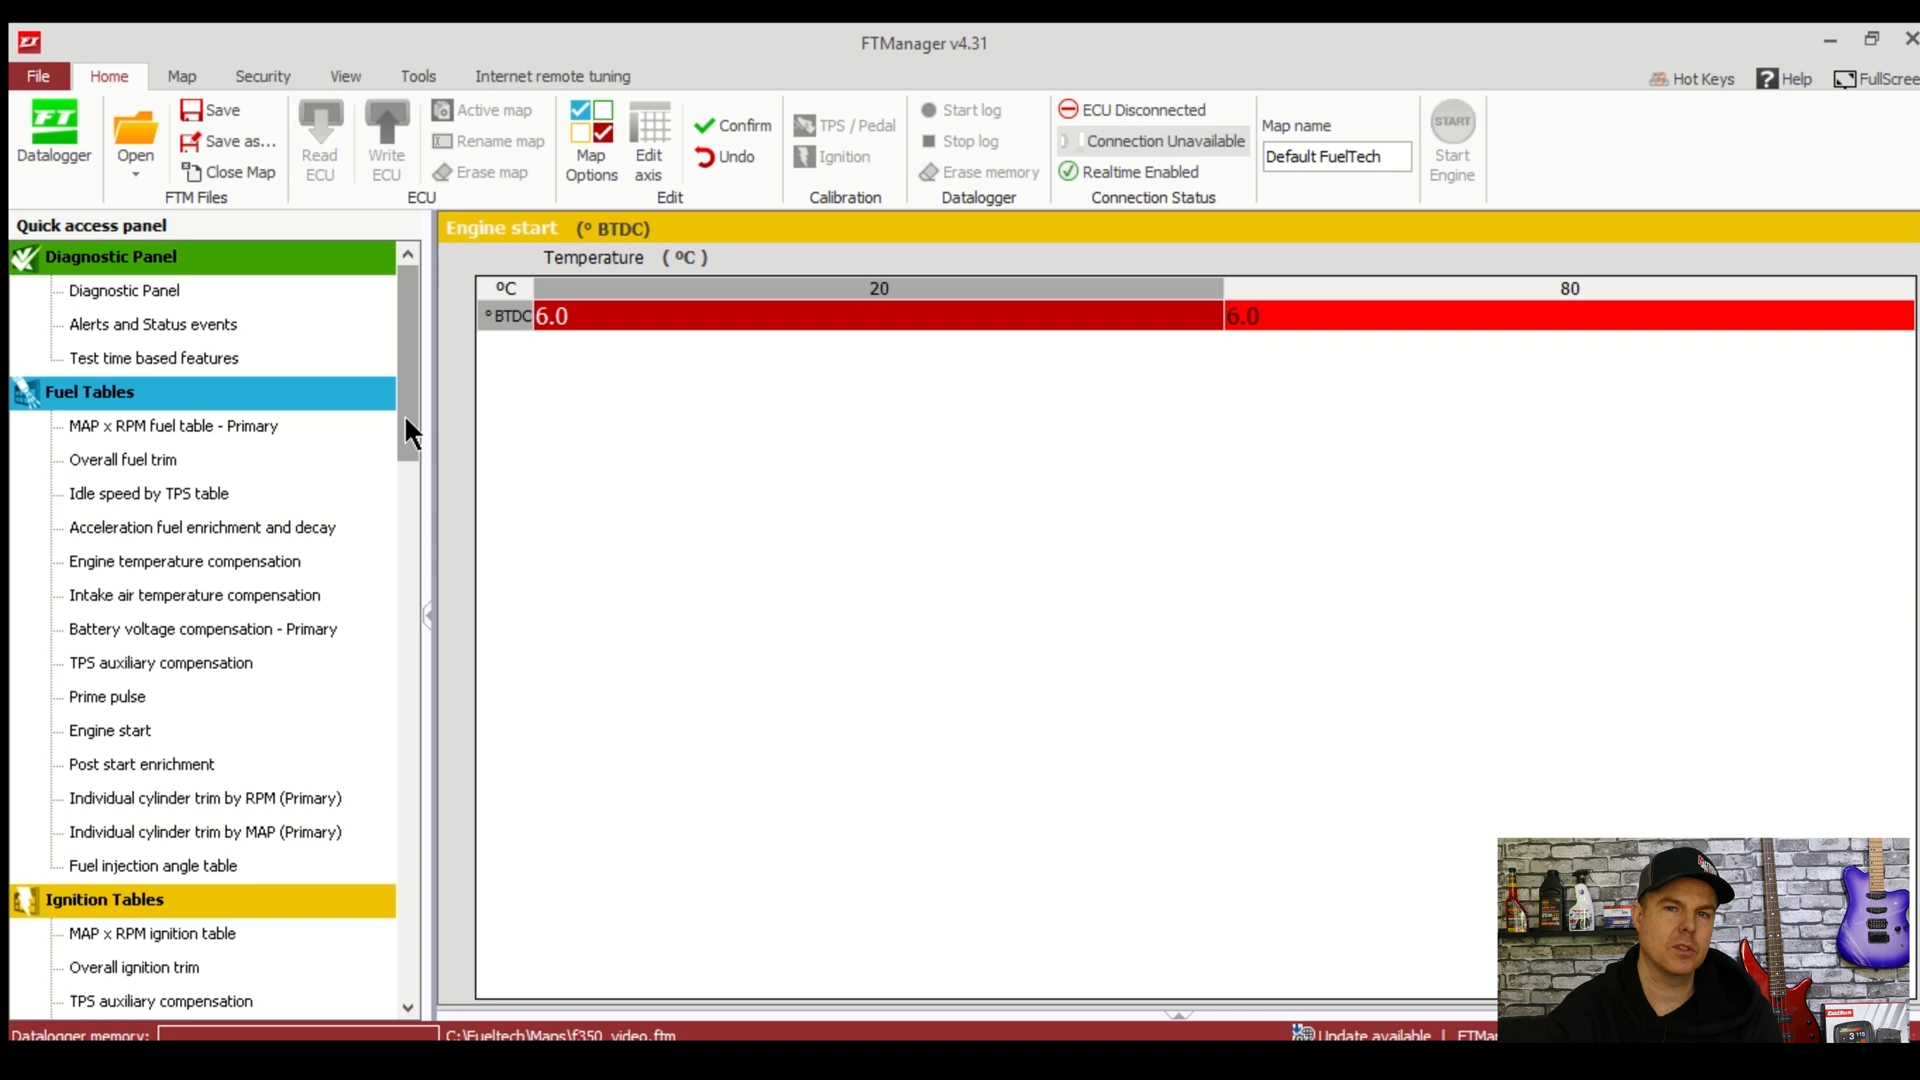 FTManager v4.31
File Home Map Security View Tools Internet remote tuning Hot Keys Help FullScree
FT Datalogger
Open
Save
Save as...
Close Map
FTM Files
Read ECU
Write ECU
Active map
Rename map
Erase map
ECU
Map Options
Edit axis
Confirm
Undo
Edit
TPS / Pedal
Ignition
Calibration
Start log
Stop log
Erase memory
Datalogger
ECU Disconnected
Connection Unavailable
Realtime Enabled
Connection Status
Map name
Default FuelTech
START
Start Engine
Quick access panel
Diagnostic Panel
Diagnostic Panel
Alerts and Status events
Test time based features
Fuel Tables
MAP x RPM fuel table - Primary
Overall fuel trim
Idle speed by TPS table
Acceleration fuel enrichment and decay
Engine temperature compensation
Intake air temperature compensation
Battery voltage compensation - Primary
TPS auxiliary compensation
Prime pulse
Engine start
Post start enrichment
Individual cylinder trim by RPM (Primary)
Individual cylinder trim by MAP (Primary)
Fuel injection angle table
Ignition Tables
MAP x RPM ignition table
Overall ignition trim
TPS auxiliary compensation
Engine start (º BTDC)
Temperature ( ºC )
ºC 20 80
º BTDC 6.0 6.0
Datalogger memory: C:\Fueltech\Maps\f350_video.ftm Update available | FTMa